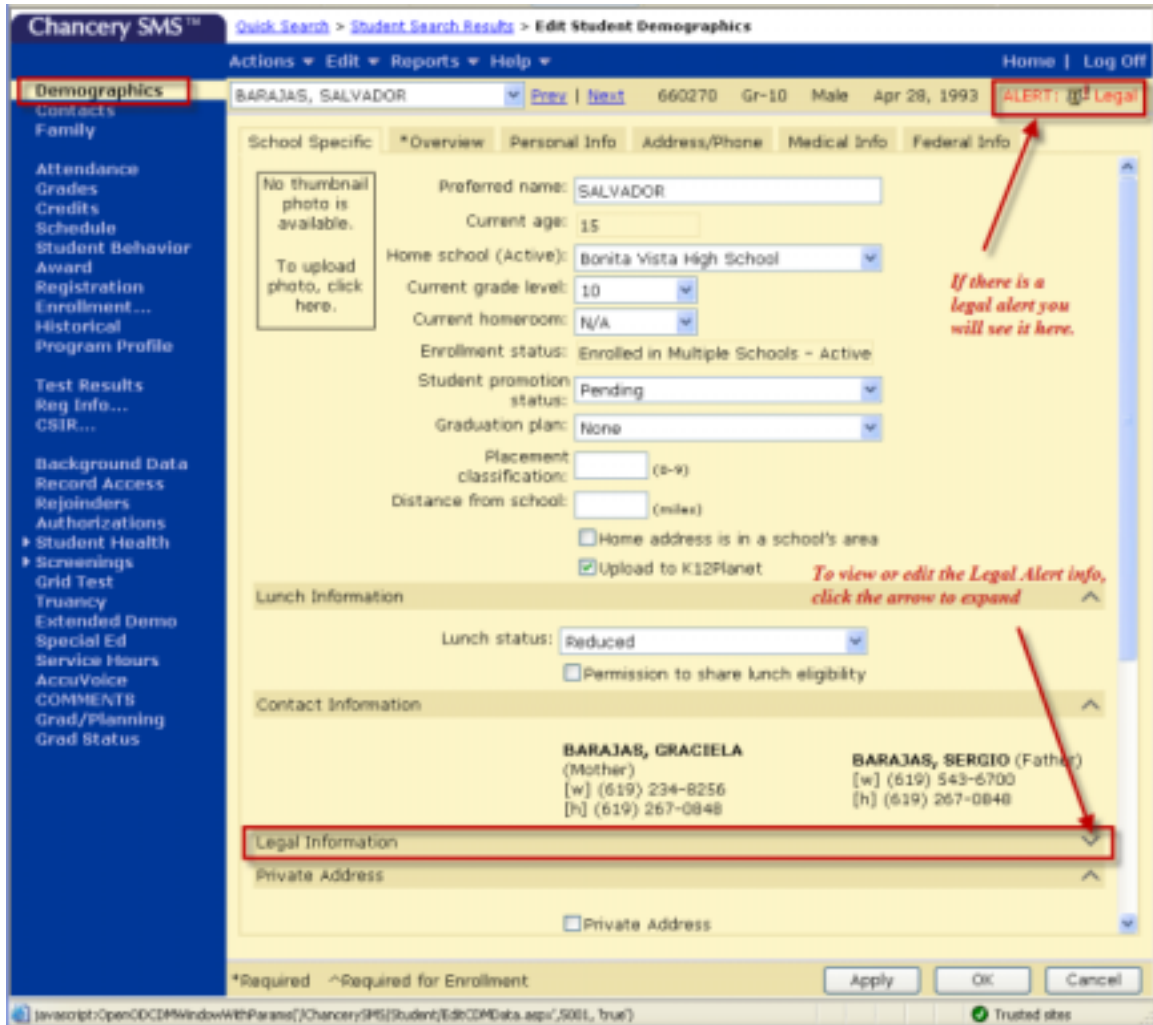 Chancery SMS™
Quick Search > Student Search Results > Edit Student Demographics
Actions Edit Reports Help Home | Log Off
Demographics
Contacts
Family
Attendance
Grades
Credits
Schedule
Student Behavior
Award
Registration
Enrollment...
Historical
Program Profile
Test Results
Reg Info...
CSIR...
Background Data
Record Access
Rejoinders
Authorizations
Student Health
Screenings
Grid Test
Truancy
Extended Demo
Special Ed
Service Hours
AccuVoice
COMMENTS
Grad/Planning
Grad Status
BARAJAS, SALVADOR Prev | Next 660270 Gr-10 Male Apr 28, 1993 ALERT: Legal
School Specific *Overview Personal Info Address/Phone Medical Info Federal Info
No thumbnail
photo is
available.
To upload
photo, click
here.
Preferred name: SALVADOR
Current age: 15
Home school (Active): Bonita Vista High School
Current grade level: 10
Current homeroom: N/A
Enrollment status: Enrolled in Multiple Schools - Active
Student promotion
status: Pending
Graduation plan: None
Placement
classification: (0-9)
Distance from school: (miles)
Home address is in a school's area
Upload to K12Planet
If there is a
legal alert you
will see it here.
To view or edit the Legal Alert info,
click the arrow to expand
Lunch Information
Lunch status: Reduced
Permission to share lunch eligibility
Contact Information
BARAJAS, GRACIELA
(Mother)
[w] (619) 234-8256
[h] (619) 267-0848
BARAJAS, SERGIO (Father)
[w] (619) 543-6700
[h] (619) 267-0848
Legal Information
Private Address
Private Address
*Required ^Required for Enrollment Apply OK Cancel
javascript:OpenODCDMWindowWithParams('/ChancerySMS/Student/EditCDMData.aspx',5001, 'true') Trusted sites